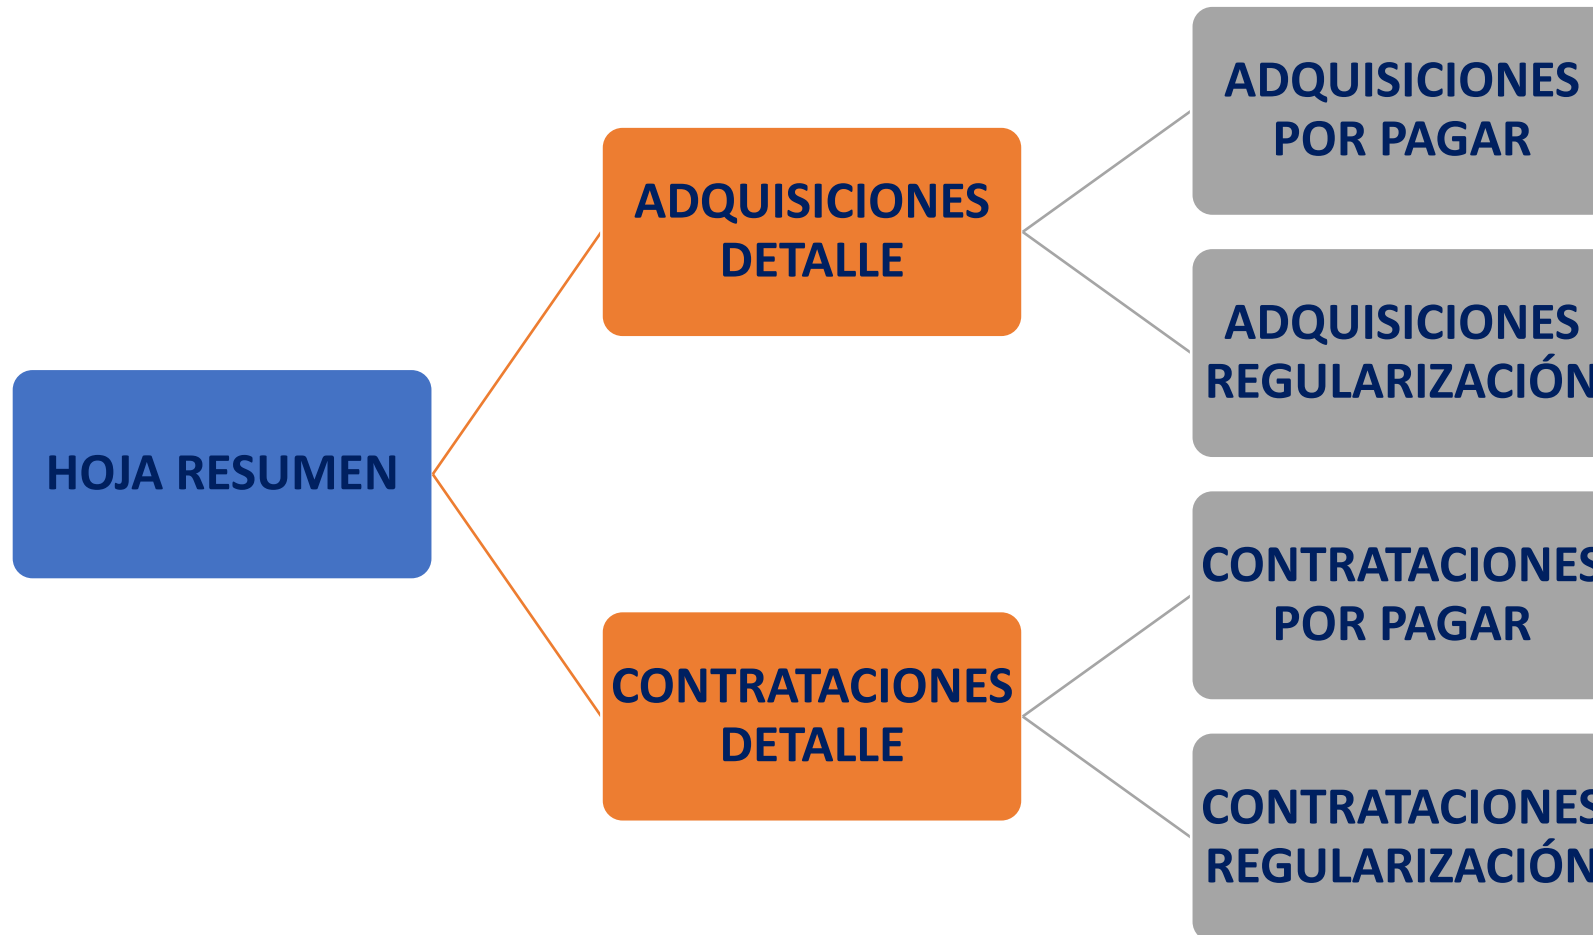 HOJA RESUMEN
ADQUISICIONES
DETALLE
CONTRATACIONES
DETALLE
ADQUISICIONES
POR PAGAR
ADQUISICIONES
REGULARIZACIÓN
CONTRATACIONES
POR PAGAR
CONTRATACIONES
REGULARIZACIÓN